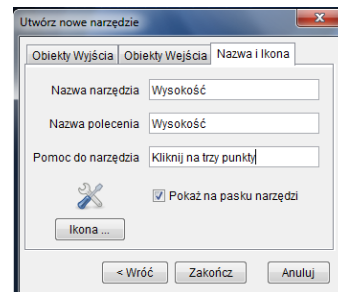 Utwórz nowe narzędzie
Obiekty Wyjścia Obiekty Wejścia Nazwa i Ikona
Nazwa narzędzia Wysokość
Nazwa polecenia Wysokość
Pomoc do narzędzia Kliknij na trzy punkty
Pokaż na pasku narzędzi
Ikona ...
< Wróć Zakończ Anuluj